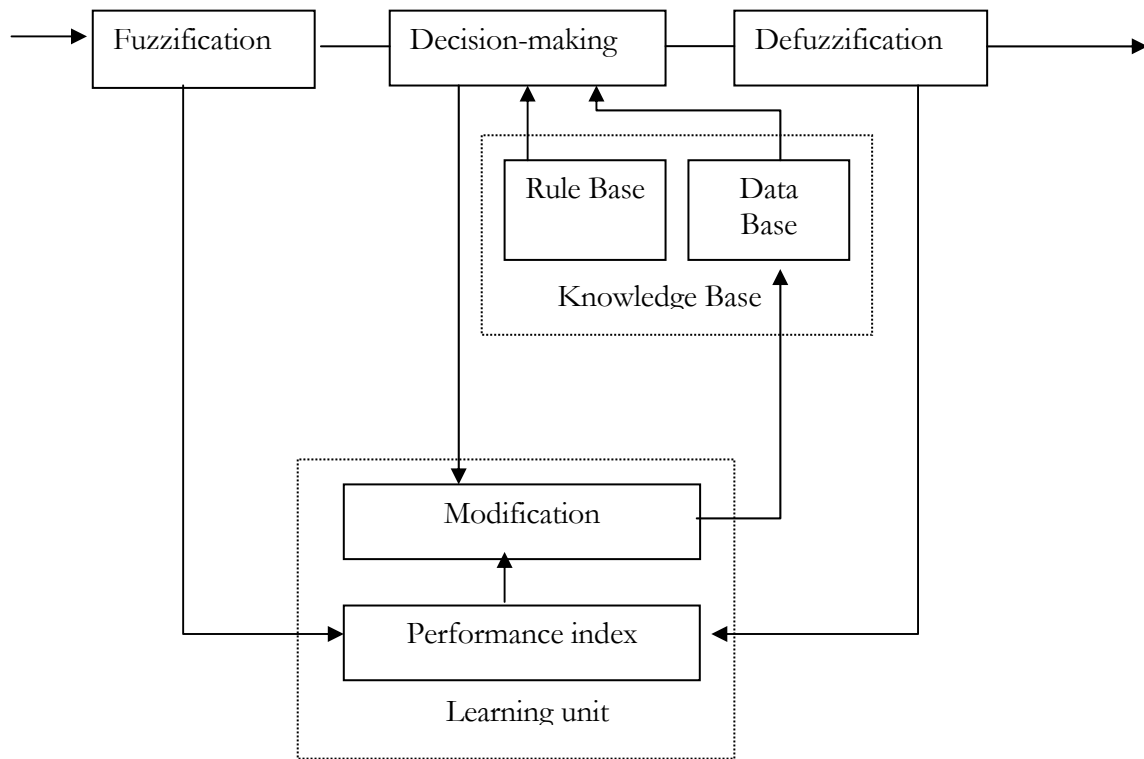 Fuzzification
Decision-making
Defuzzification
Rule Base
Data
Base
Knowledge Base
Modification
Performance index
Learning unit